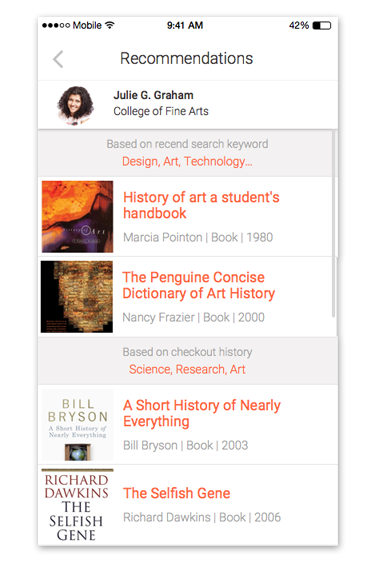 ●●●○○ Mobile 9:41 AM 42%
Recommendations
Julie G. Graham
College of Fine Arts
Based on recend search keyword
Design, Art, Technology...
History of art a student's
handbook
Marcia Pointon | Book | 1980
The Penguine Concise
Dictionary of Art History
Nancy Frazier | Book | 2000
Based on checkout history
Science, Research, Art
BILL
BRYSON
A Short History of
Nearly Everything
A Short History of Nearly
Everything
Bill Bryson | Book | 2003
RICHARD
DAWKINS
THE
SELFISH
GENE
The Selfish Gene
Richard Dawkins | Book | 2006